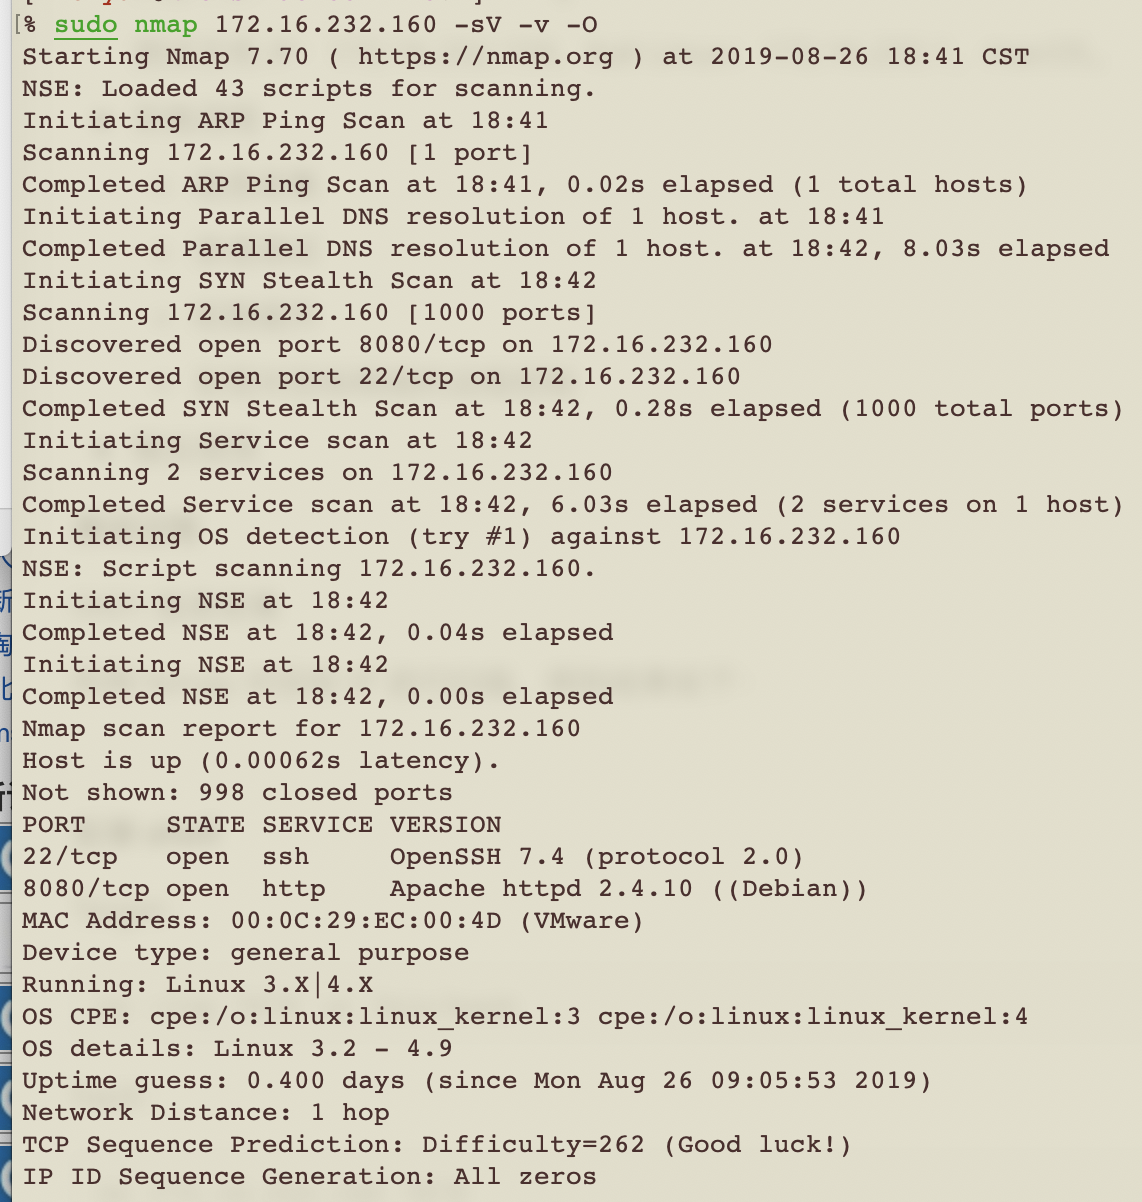 [% sudo nmap 172.16.232.160 -sV -v -O
Starting Nmap 7.70 ( https://nmap.org ) at 2019-08-26 18:41 CST
NSE: Loaded 43 scripts for scanning.
Initiating ARP Ping Scan at 18:41
Scanning 172.16.232.160 [1 port]
Completed ARP Ping Scan at 18:41, 0.02s elapsed (1 total hosts)
Initiating Parallel DNS resolution of 1 host. at 18:41
Completed Parallel DNS resolution of 1 host. at 18:42, 8.03s elapsed
Initiating SYN Stealth Scan at 18:42
Scanning 172.16.232.160 [1000 ports]
Discovered open port 8080/tcp on 172.16.232.160
Discovered open port 22/tcp on 172.16.232.160
Completed SYN Stealth Scan at 18:42, 0.28s elapsed (1000 total ports)
Initiating Service scan at 18:42
Scanning 2 services on 172.16.232.160
Completed Service scan at 18:42, 6.03s elapsed (2 services on 1 host)
Initiating OS detection (try #1) against 172.16.232.160
NSE: Script scanning 172.16.232.160.
Initiating NSE at 18:42
Completed NSE at 18:42, 0.04s elapsed
Initiating NSE at 18:42
Completed NSE at 18:42, 0.00s elapsed
Nmap scan report for 172.16.232.160
Host is up (0.00062s latency).
Not shown: 998 closed ports
PORT     STATE SERVICE VERSION
22/tcp   open  ssh     OpenSSH 7.4 (protocol 2.0)
8080/tcp open  http    Apache httpd 2.4.10 ((Debian))
MAC Address: 00:0C:29:EC:00:4D (VMware)
Device type: general purpose
Running: Linux 3.X|4.X
OS CPE: cpe:/o:linux:linux_kernel:3 cpe:/o:linux:linux_kernel:4
OS details: Linux 3.2 - 4.9
Uptime guess: 0.400 days (since Mon Aug 26 09:05:53 2019)
Network Distance: 1 hop
TCP Sequence Prediction: Difficulty=262 (Good luck!)
IP ID Sequence Generation: All zeros